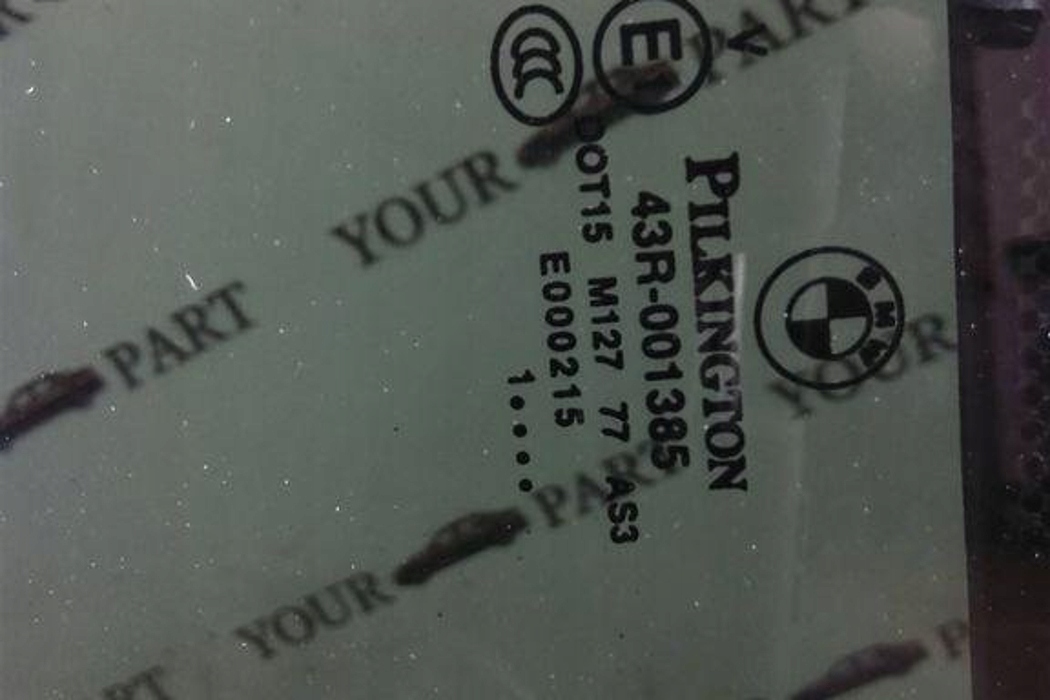 BMW
PILKINGTON
V
43R-001385
E
DOT15 M127 77 AS3
E000215
1....
YOUR PART
YOUR PART
PART
YOUR